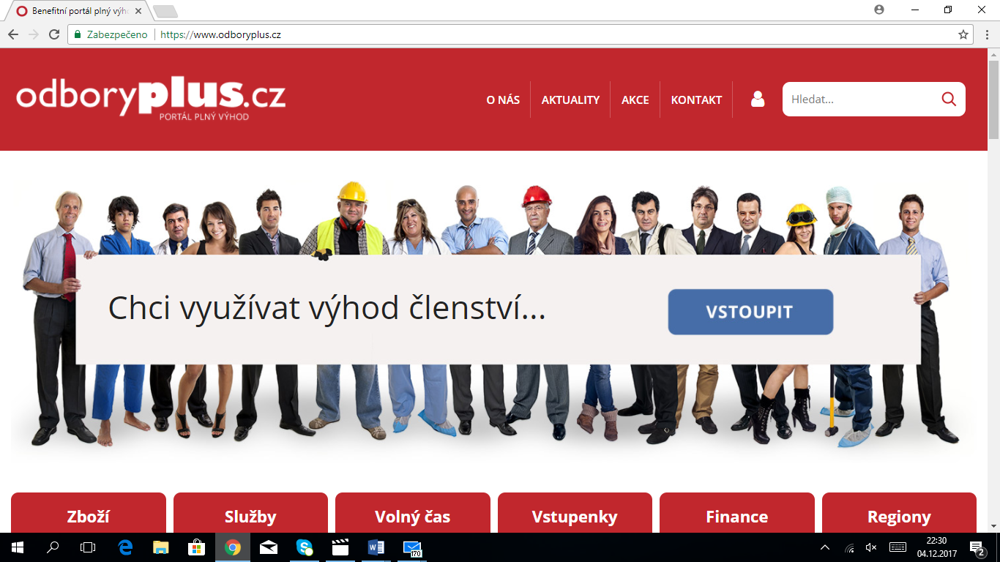 Benefitní portál plný výh
Zabezpečeno https://www.odboryplus.cz
odboryplus.cz
PORTÁL PLNÝ VÝHOD
O NÁS AKTUALITY AKCE KONTAKT Hledat...
Chci využívat výhod členství... VSTOUPIT
Zboží Služby Volný čas Vstupenky Finance Regiony
170
22:30
04.12.2017
2